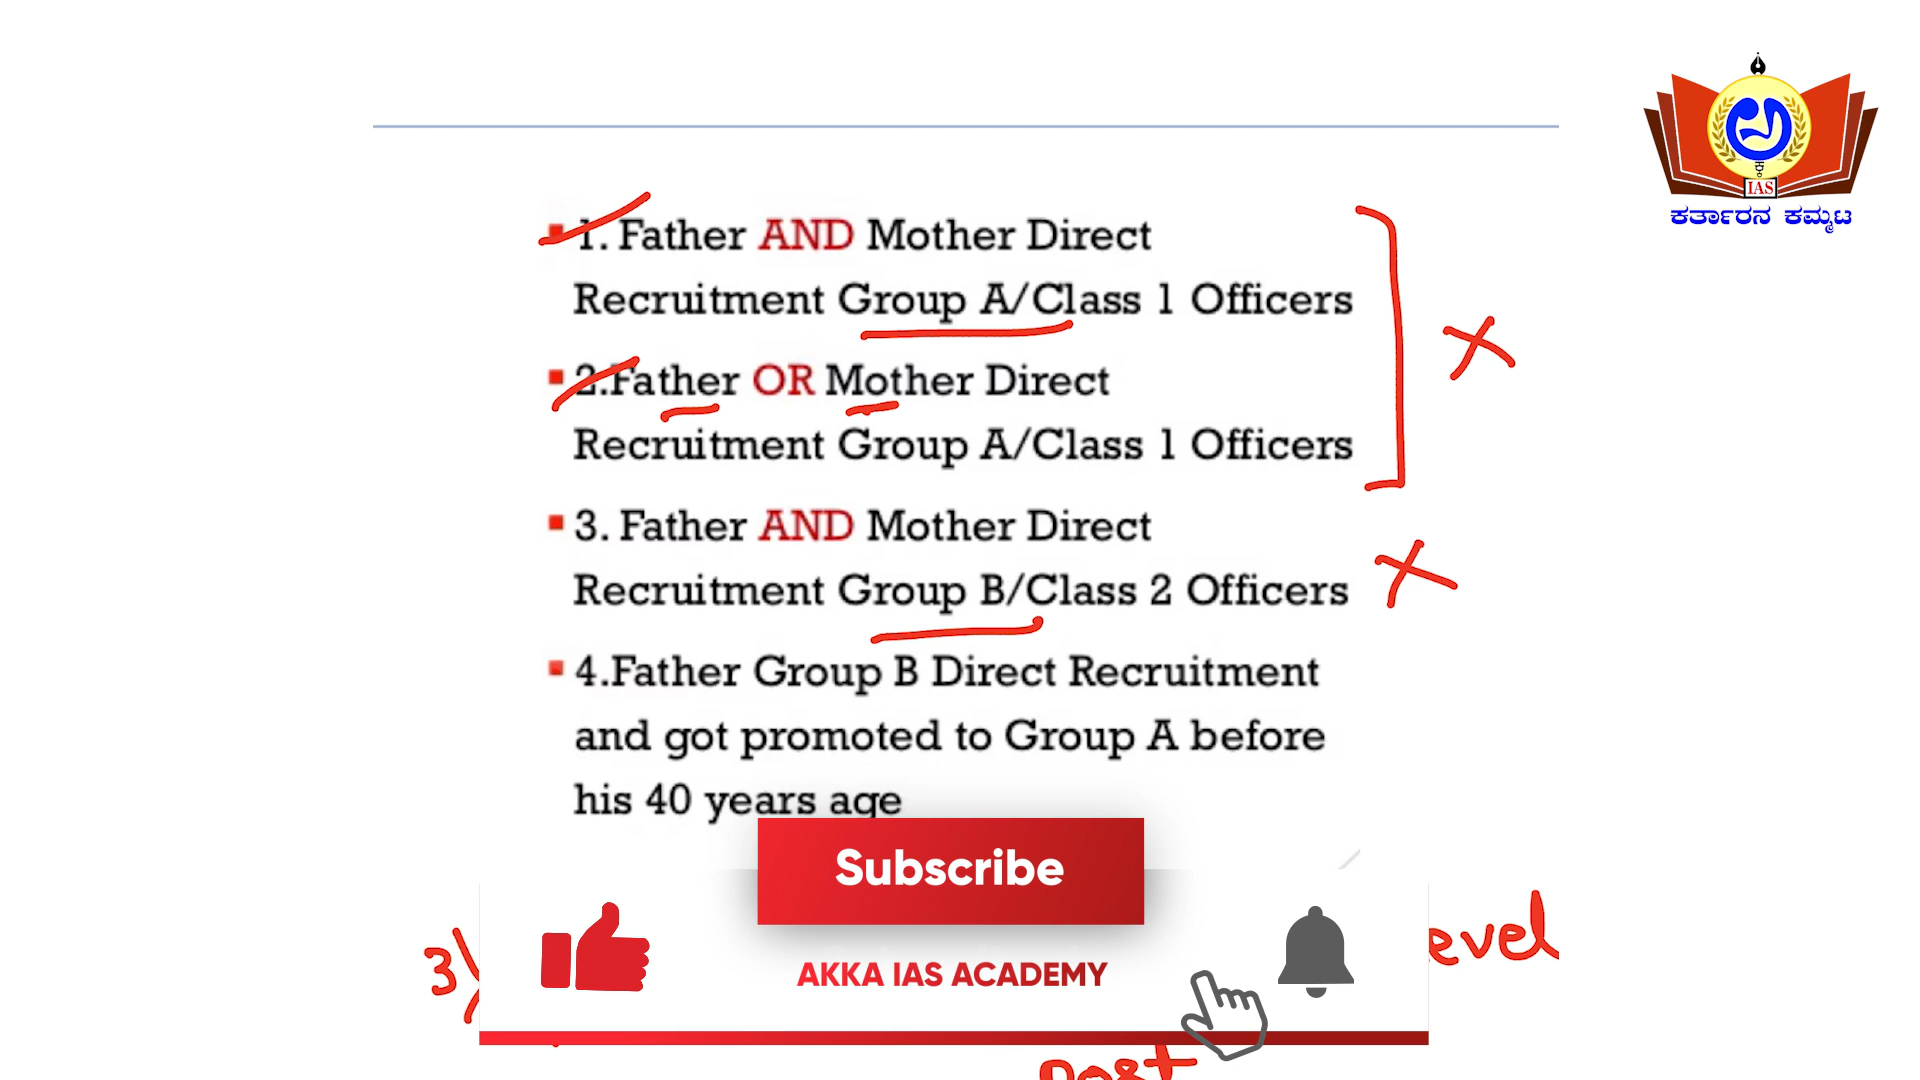 ಅ
ಕ್ಕ
IAS
ಕರ್ತಾರನ ಕಮ್ಮಟ
1. Father AND Mother Direct
Recruitment Group A/Class 1 Officers
2.Father OR Mother Direct
Recruitment Group A/Class 1 Officers
3. Father AND Mother Direct
Recruitment Group B/Class 2 Officers
4.Father Group B Direct Recruitment
and got promoted to Group A before
his 40 years age
Subscribe
AKKA IAS ACADEMY
3
evel
post